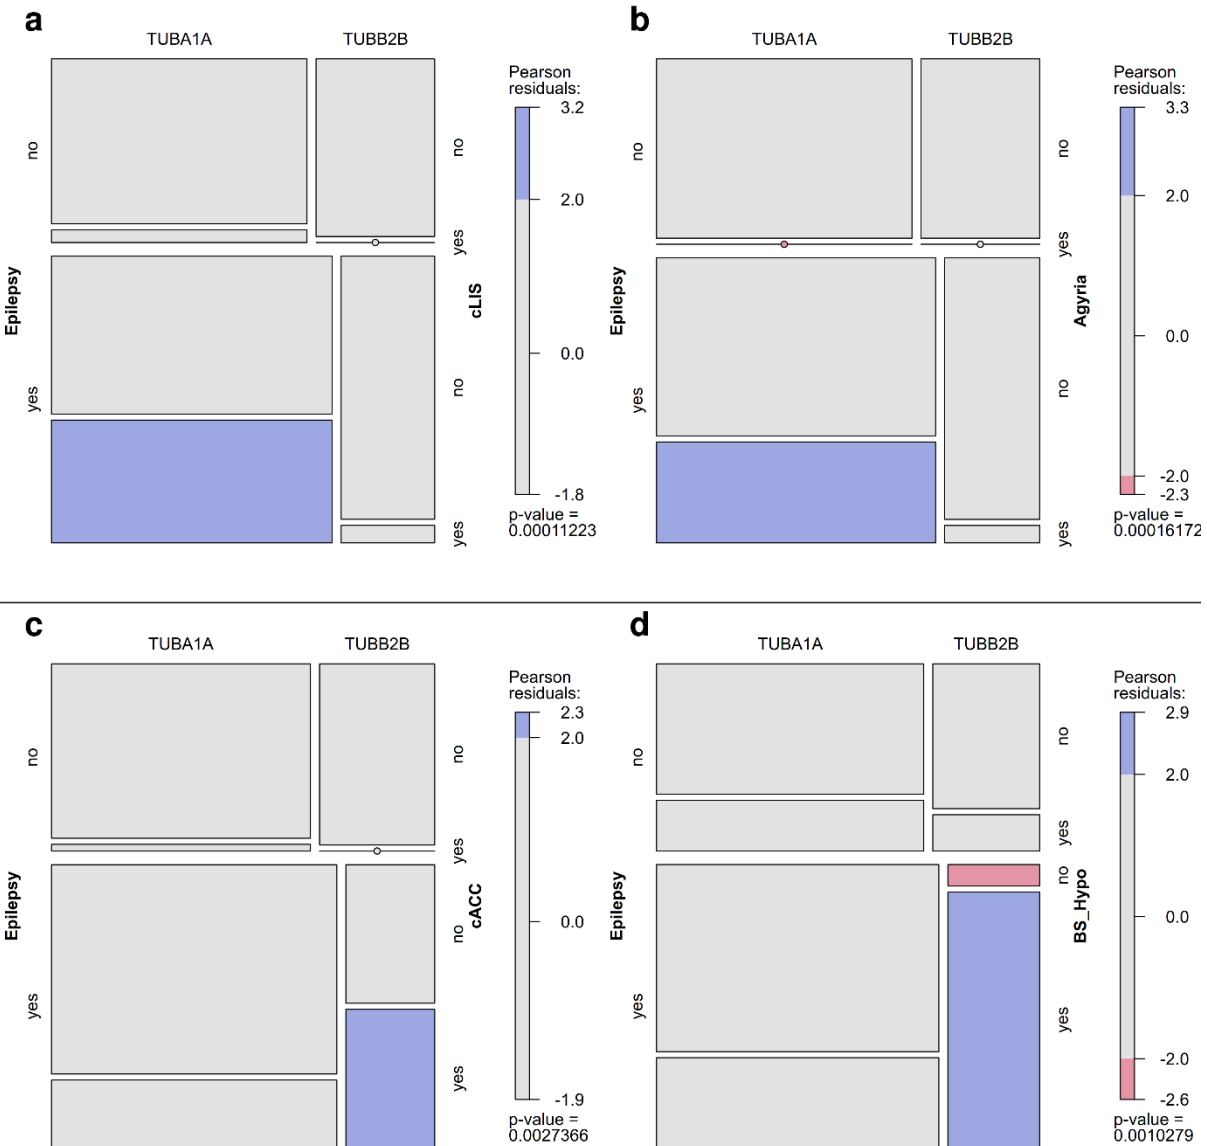 a
TUBA1A TUBB2B
Pearson
residuals:
3.2
2.0
0.0
-1.8
p-value =
0.00011223
no
yes
Epilepsy
no
yes
no
yes
cLIS
b
TUBA1A TUBB2B
Pearson
residuals:
3.3
2.0
0.0
-2.0
-2.3
p-value =
0.00016172
no
yes
Epilepsy
no
yes
no
yes
Agyria
c
TUBA1A TUBB2B
Pearson
residuals:
2.3
2.0
0.0
-1.9
p-value =
0.0027366
no
yes
Epilepsy
no
yes
no
yes
cACC
d
TUBA1A TUBB2B
Pearson
residuals:
2.9
2.0
0.0
-2.0
-2.6
p-value =
0.0010279
no
yes
Epilepsy
no
yes
no
yes
BS_Hypo